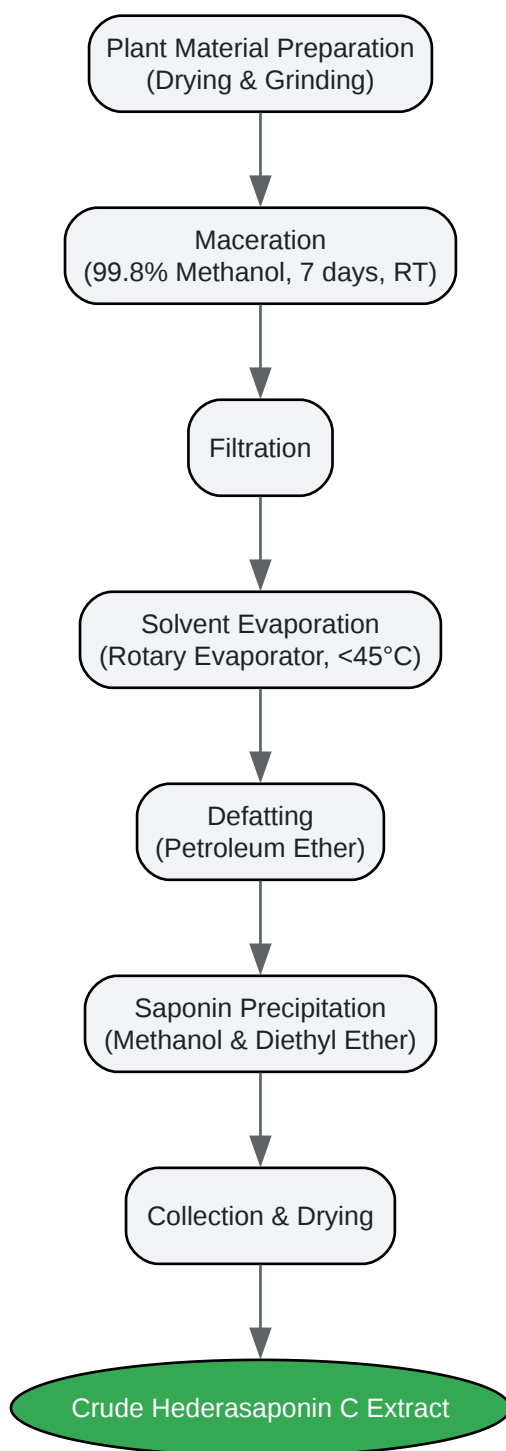 Plant Material Preparation
(Drying & Grinding)
Maceration
(99.8% Methanol, 7 days, RT)
Filtration
Solvent Evaporation
(Rotary Evaporator, <45°C)
Defatting
(Petroleum Ether)
Saponin Precipitation
(Methanol & Diethyl Ether)
Collection & Drying
Crude Hederasaponin C Extract